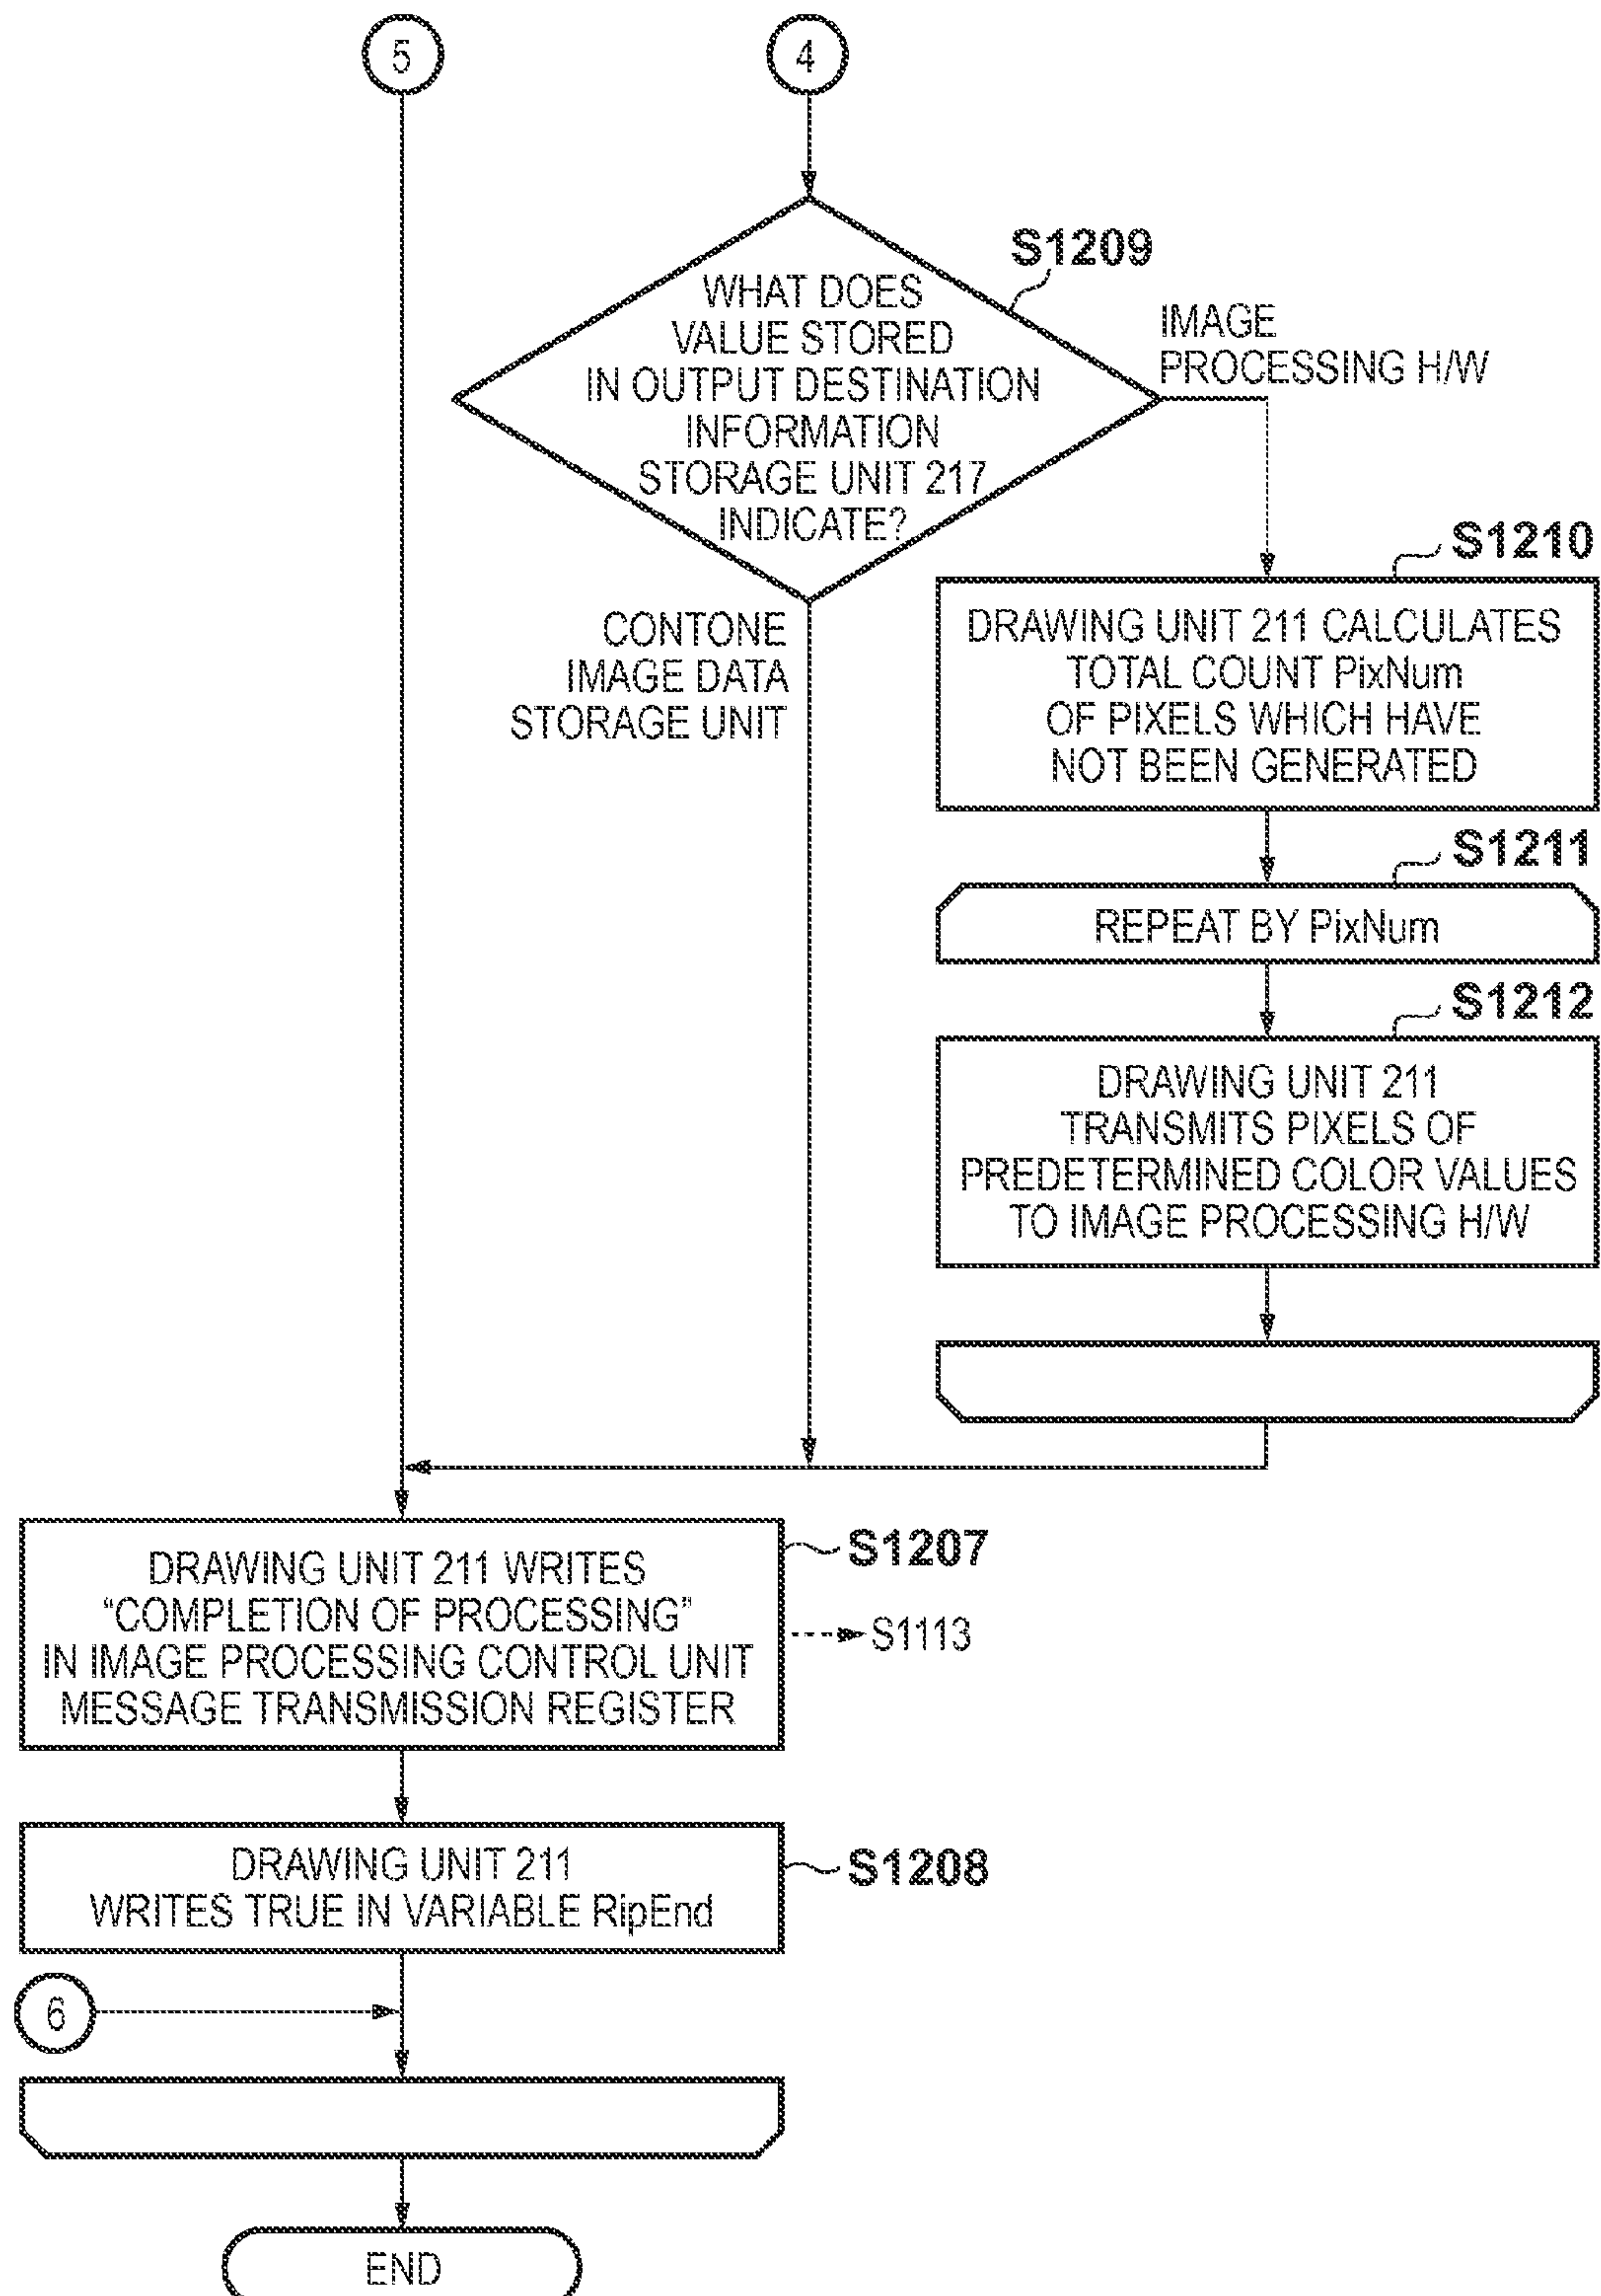 5
4
S1209
WHAT DOES
VALUE STORED
IN OUTPUT DESTINATION
INFORMATION
STORAGE UNIT 217
INDICATE?
IMAGE
PROCESSING H/W
CONTONE
IMAGE DATA
STORAGE UNIT
S1210
DRAWING UNIT 211 CALCULATES
TOTAL COUNT PixNum
OF PIXELS WHICH HAVE
NOT BEEN GENERATED
S1211
REPEAT BY PixNum
S1212
DRAWING UNIT 211
TRANSMITS PIXELS OF
PREDETERMINED COLOR VALUES
TO IMAGE PROCESSING H/W
S1207
DRAWING UNIT 211 WRITES
“COMPLETION OF PROCESSING”
IN IMAGE PROCESSING CONTROL UNIT
MESSAGE TRANSMISSION REGISTER
S1113
S1208
DRAWING UNIT 211
WRITES TRUE IN VARIABLE RipEnd
6
END